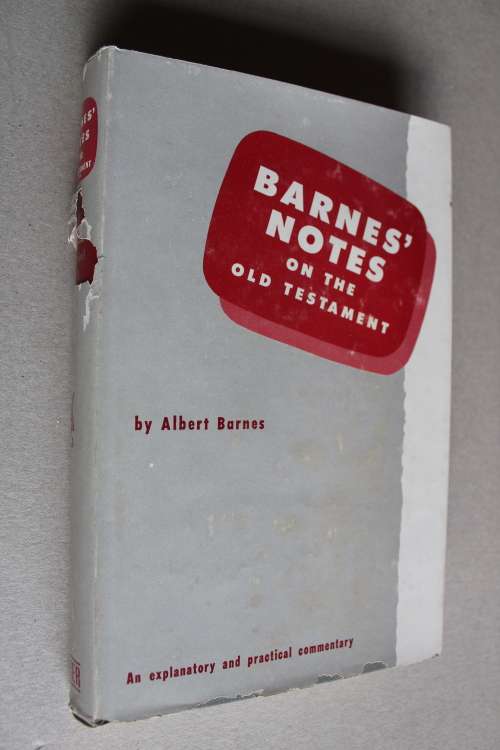 BARNES'
NOTES
ON THE
OLD TESTAMENT
by Albert Barnes
An explanatory and practical commentary